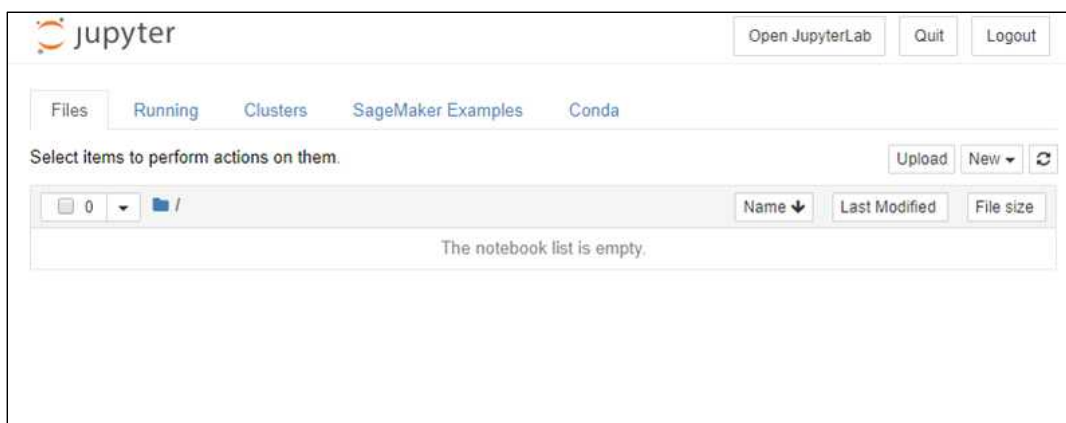 jupyter
Open JupyterLab Quit Logout
Files Running Clusters SageMaker Examples Conda
Select items to perform actions on them.
Upload New
0 /
Name Last Modified File size
The notebook list is empty.